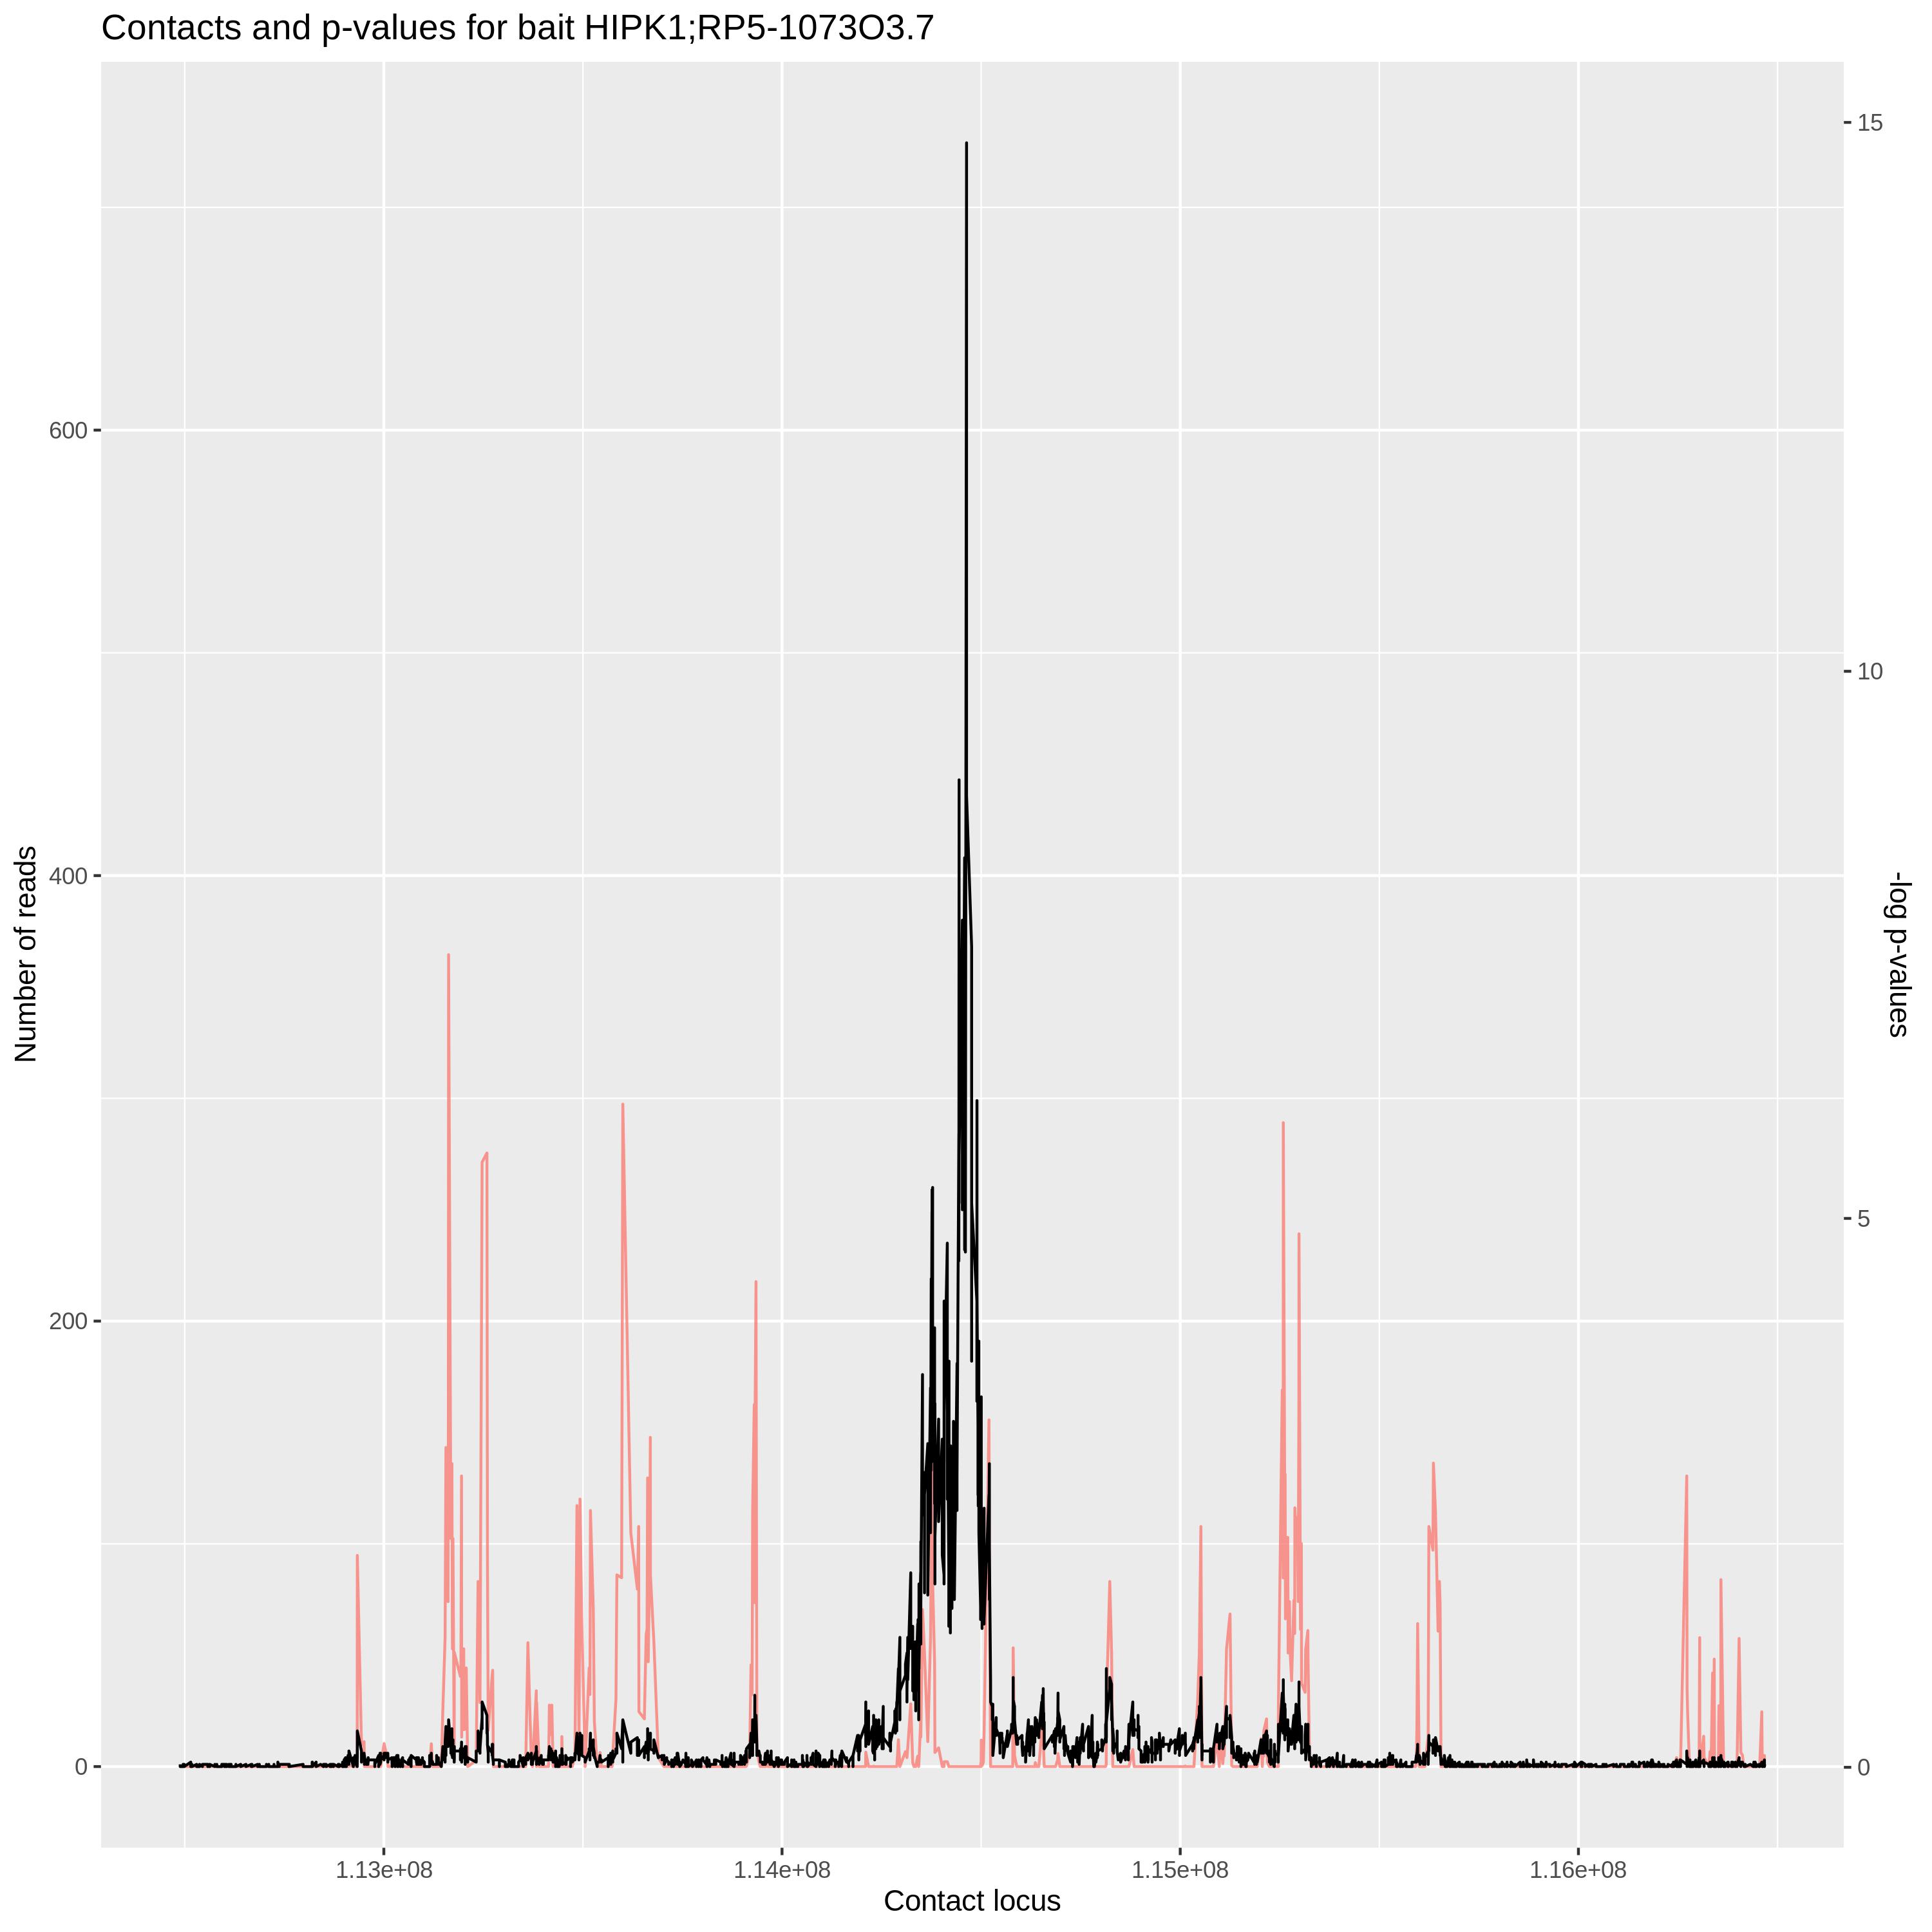 Contacts and p-values for bait HIPK1;RP5-1073O3.7
Number of reads
600
400
200
0
15
10
5
0
-log p-values
1.13e+08
1.14e+08
1.15e+08
1.16e+08
Contact locus